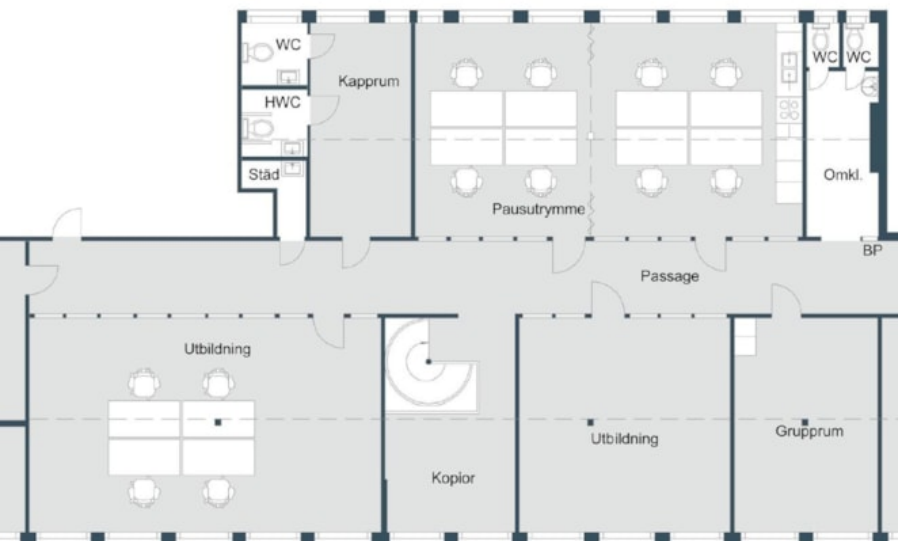 WC
Kapprum
WC
WC
HWC
Städ
Omkl.
Pausutrymme
BP
Passage
Utbildning
Utbildning
Grupprum
Kopior